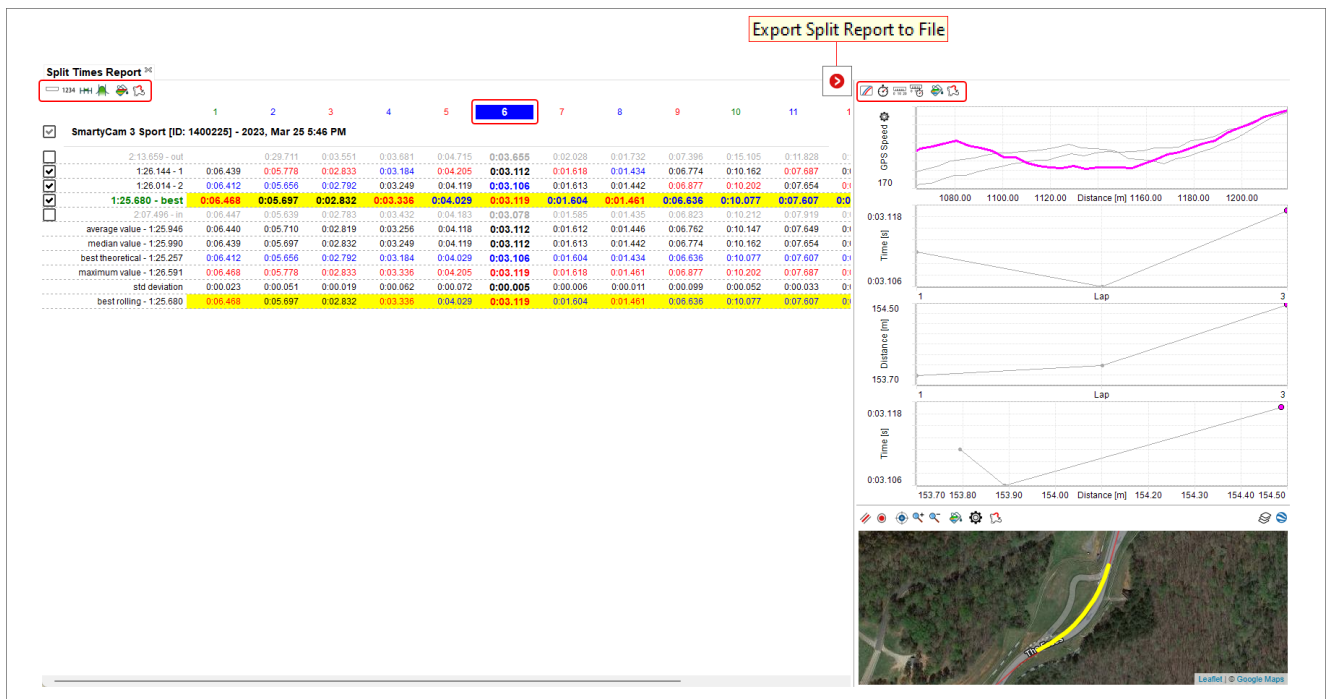 Export Split Report to File
Split Times Report
1234
1 2 3 4 5 6 7 8 9 10 11 1
SmartyCam 3 Sport [ID: 1400225] - 2023, Mar 25 5:46 PM
2:13.659 - out 0:29.711 0:03.551 0:03.681 0:04.715 0:03.655 0:02.028 0:01.732 0:07.396 0:15.105 0:11.828 0:
1:26.144 - 1 0:06.439 0:05.778 0:02.833 0:03.184 0:04.205 0:03.112 0:01.618 0:01.434 0:06.774 0:10.162 0:07.687 0:
1:26.014 - 2 0:06.412 0:05.656 0:02.792 0:03.249 0:04.119 0:03.106 0:01.613 0:01.442 0:06.877 0:10.202 0:07.654 0:
1:25.680 - best 0:06.468 0:05.697 0:02.832 0:03.336 0:04.029 0:03.119 0:01.604 0:01.461 0:06.636 0:10.077 0:07.607 0:0
2:07.496 - in 0:06.447 0:05.639 0:02.783 0:03.432 0:04.183 0:03.078 0:01.585 0:01.435 0:06.823 0:10.212 0:07.919 0:
average value - 1:25.946 0:06.440 0:05.710 0:02.819 0:03.256 0:04.118 0:03.112 0:01.612 0:01.446 0:06.762 0:10.147 0:07.649 0:
median value - 1:25.990 0:06.439 0:05.697 0:02.832 0:03.249 0:04.119 0:03.112 0:01.613 0:01.442 0:06.774 0:10.162 0:07.654 0:
best theoretical - 1:25.257 0:06.412 0:05.656 0:02.792 0:03.184 0:04.029 0:03.106 0:01.604 0:01.434 0:06.636 0:10.077 0:07.607 0:
maximum value - 1:26.591 0:06.468 0:05.778 0:02.833 0:03.336 0:04.205 0:03.119 0:01.618 0:01.461 0:06.877 0:10.202 0:07.687 0:
std deviation 0:00.023 0:00.051 0:00.019 0:00.062 0:00.072 0:00.005 0:00.006 0:00.011 0:00.099 0:00.052 0:00.033 0:
best rolling - 1:25.680 0:06.468 0:05.697 0:02.832 0:03.336 0:04.029 0:03.119 0:01.604 0:01.461 0:06.636 0:10.077 0:07.607 0:
GPS Speed
170
1080.00 1100.00 1120.00 Distance [m] 1160.00 1180.00 1200.00
0:03.118
Time [s]
0:03.106
1 Lap 3
154.50
Distance [m]
153.70
1 Lap 3
0:03.118
Time [s]
0:03.106
153.70 153.80 153.90 154.00 Distance [m] 154.20 154.30 154.40 154.50
Leaflet | © Google Maps